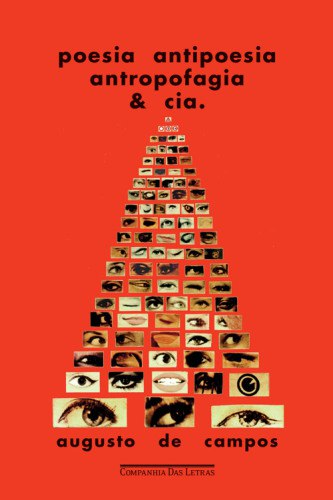 poesia antipoesia
antropofagia
& cia.
augusto de campos
COMPANHIA DAS LETRAS